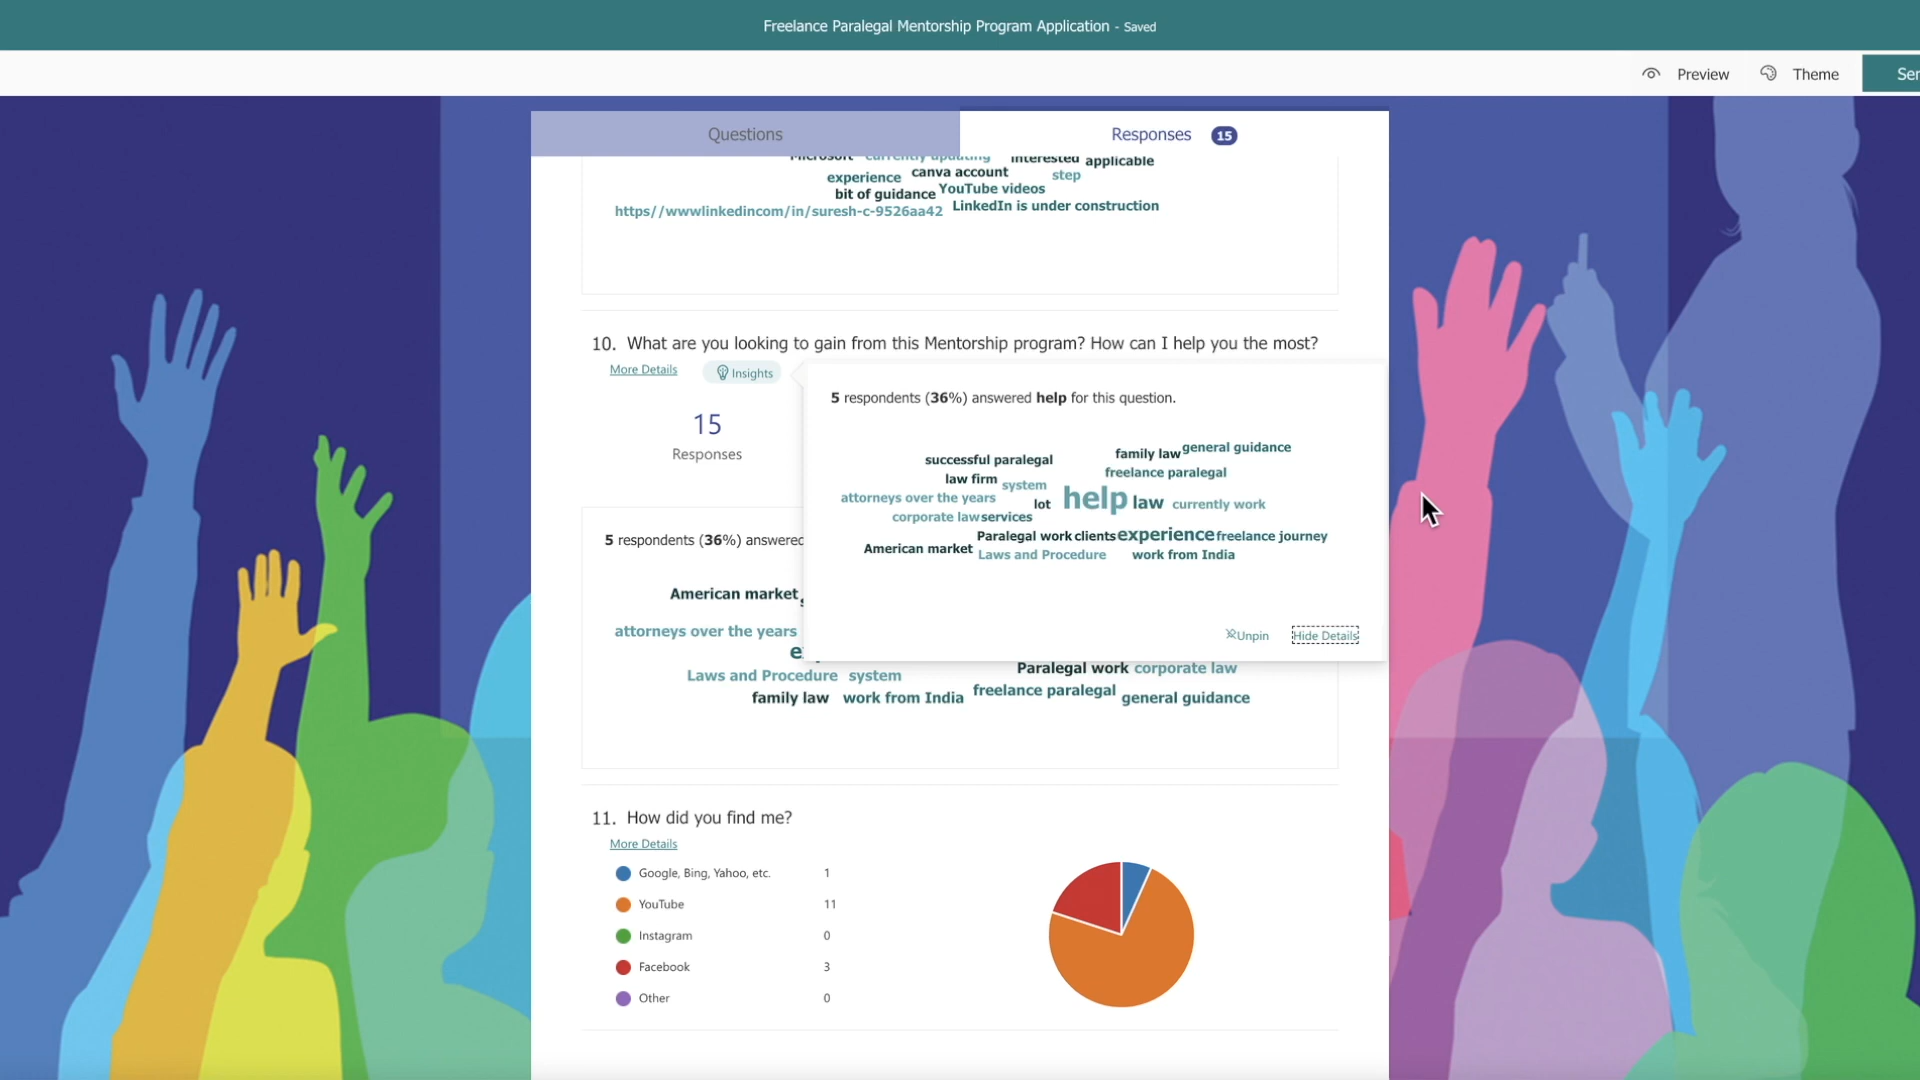 Freelance Paralegal Mentorship Program Application - Saved
Preview
Theme
Questions
Responses 15
Microsoft currently updating interested applicable
experience canva account step
bit of guidance YouTube videos
https//wwwlinkedincom/in/suresh-c-9526aa42 LinkedIn is under construction
10. What are you looking to gain from this Mentorship program? How can I help you the most?
More Details
Insights
15
Responses
5 respondents (36%) answered help for this question.
family law general guidance
successful paralegal
freelance paralegal
law firm system
attorneys over the years lot help law currently work
corporate law services
Paralegal work clients experience freelance journey
American market Laws and Procedure work from India
Unpin
Hide Details
5 respondents (36%) answered
American market
attorneys over the years
Paralegal work corporate law
Laws and Procedure system
family law work from India freelance paralegal general guidance
11. How did you find me?
More Details
Google, Bing, Yahoo, etc. 1
YouTube 11
Instagram 0
Facebook 3
Other 0